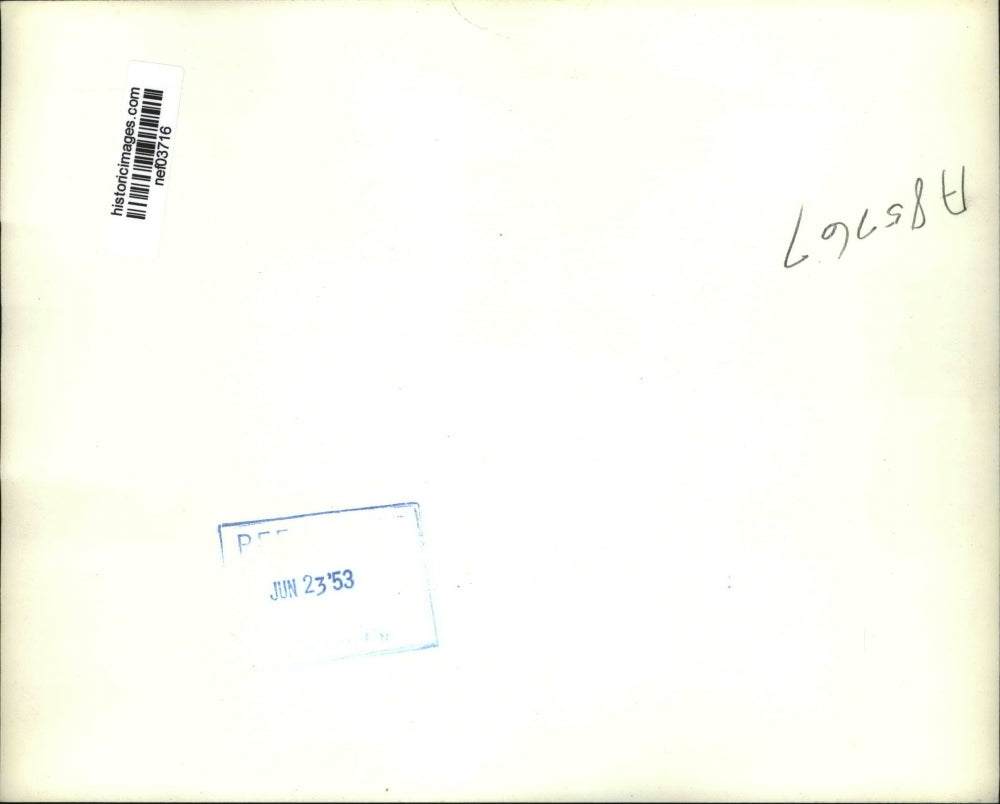 historicimages.com
nef03716
A85767
JUN 23'53